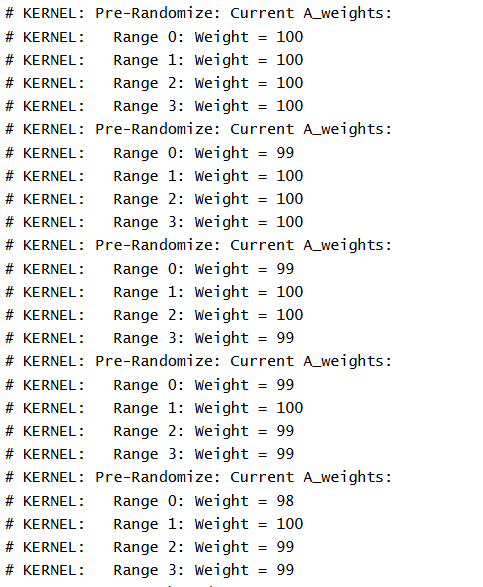 # KERNEL: Pre-Randomize: Current A_weights:
# KERNEL:   Range 0: Weight = 100
# KERNEL:   Range 1: Weight = 100
# KERNEL:   Range 2: Weight = 100
# KERNEL:   Range 3: Weight = 100
# KERNEL: Pre-Randomize: Current A_weights:
# KERNEL:   Range 0: Weight = 99
# KERNEL:   Range 1: Weight = 100
# KERNEL:   Range 2: Weight = 100
# KERNEL:   Range 3: Weight = 100
# KERNEL: Pre-Randomize: Current A_weights:
# KERNEL:   Range 0: Weight = 99
# KERNEL:   Range 1: Weight = 100
# KERNEL:   Range 2: Weight = 100
# KERNEL:   Range 3: Weight = 99
# KERNEL: Pre-Randomize: Current A_weights:
# KERNEL:   Range 0: Weight = 99
# KERNEL:   Range 1: Weight = 100
# KERNEL:   Range 2: Weight = 99
# KERNEL:   Range 3: Weight = 99
# KERNEL: Pre-Randomize: Current A_weights:
# KERNEL:   Range 0: Weight = 98
# KERNEL:   Range 1: Weight = 100
# KERNEL:   Range 2: Weight = 99
# KERNEL:   Range 3: Weight = 99